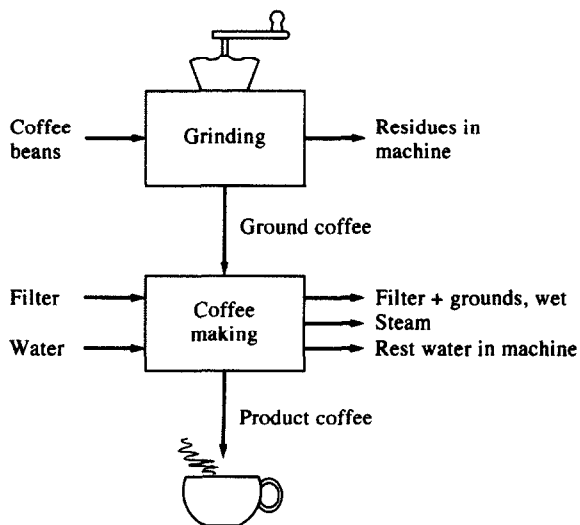 Coffee
beans
Grinding
Residues in
machine
Ground coffee
Filter
Water
Coffee
making
Filter + grounds, wet
Steam
Rest water in machine
Product coffee